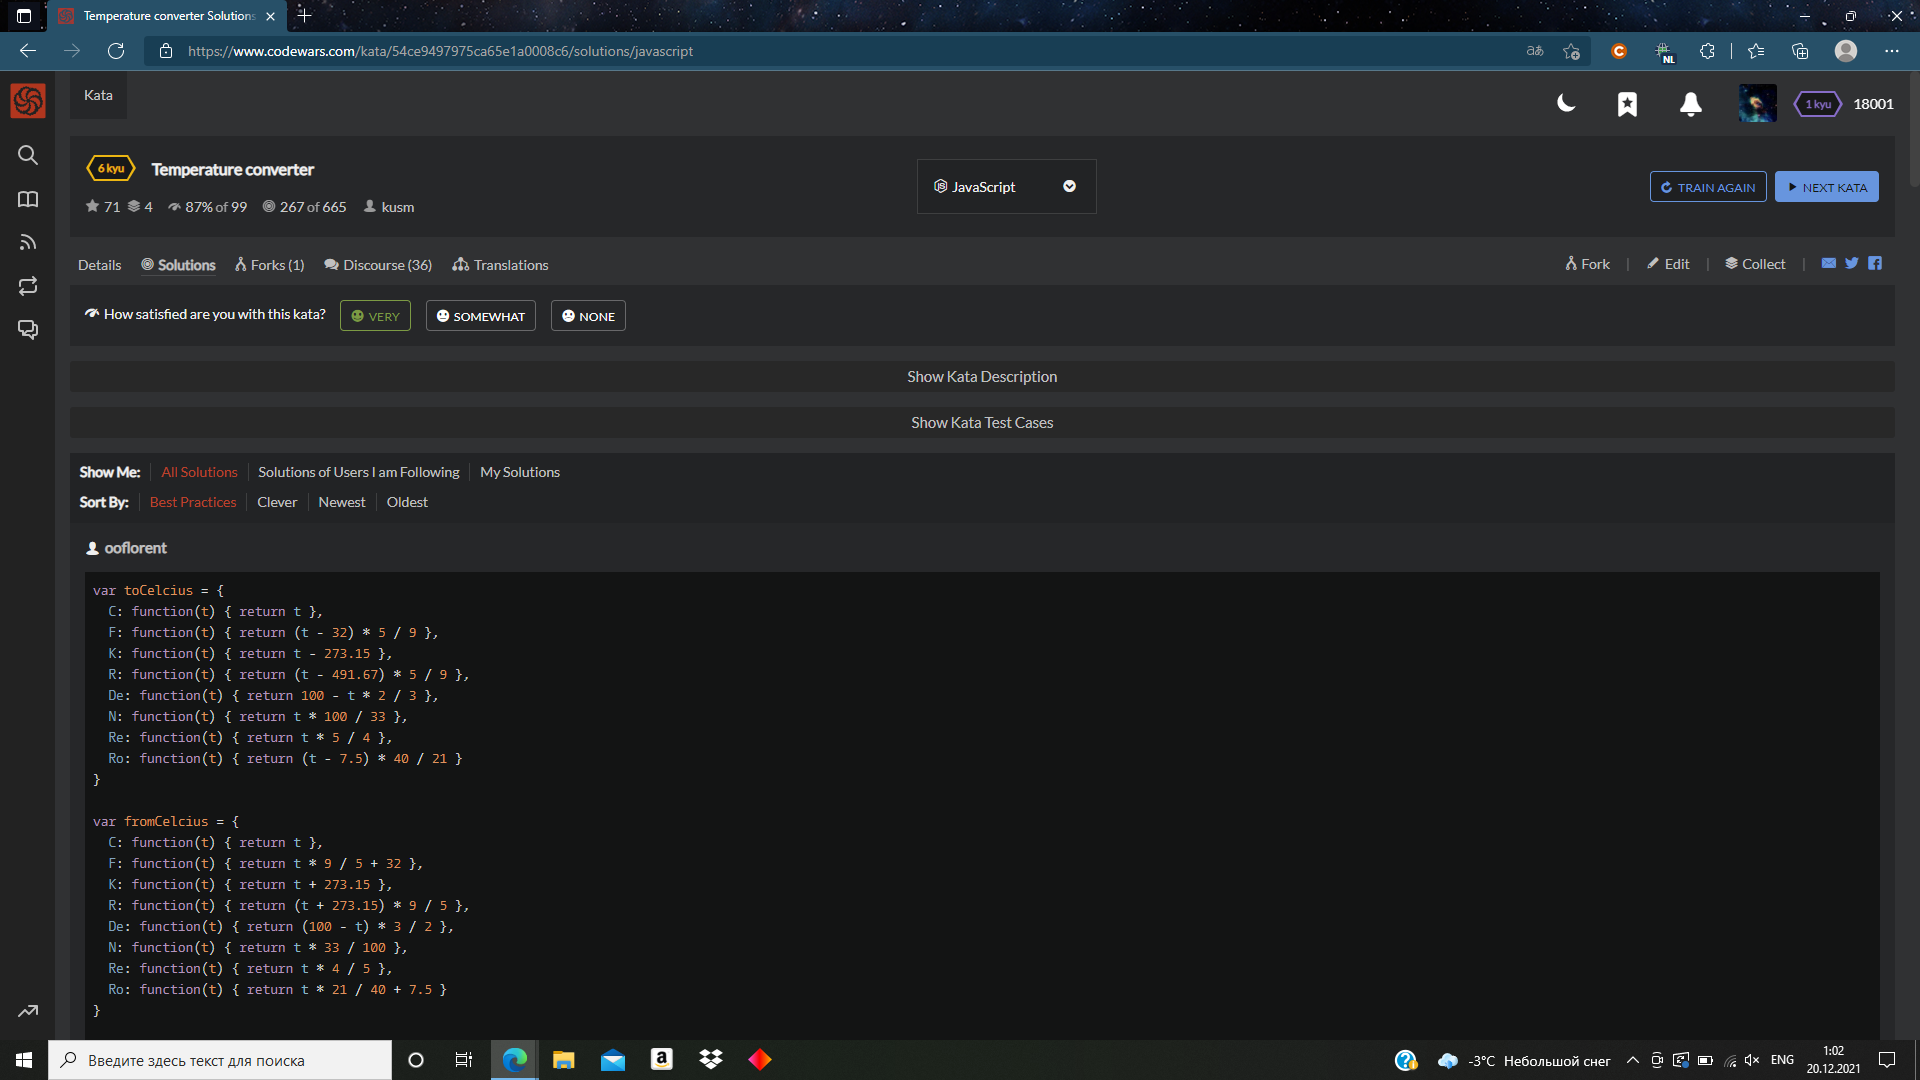 Temperature converter Solutions
https://www.codewars.com/kata/54ce9497975ca65e1a0008c6/solutions/javascript
aあ
NL
Kata
1 kyu
18001
6 kyu
Temperature converter
71
4
87% of 99
267 of 665
kusm
JavaScript
TRAIN AGAIN
NEXT KATA
Details
Solutions
Forks (1)
Discourse (36)
Translations
Fork
|
Edit
|
Collect
|
How satisfied are you with this kata?
VERY
SOMEWHAT
NONE
Show Kata Description
Show Kata Test Cases
Show Me:
All Solutions
Solutions of Users I am Following
My Solutions
Sort By:
Best Practices
Clever
Newest
Oldest
ooflorent
var toCelcius = {
C: function(t) { return t },
F: function(t) { return (t - 32) * 5 / 9 },
K: function(t) { return t - 273.15 },
R: function(t) { return (t - 491.67) * 5 / 9 },
De: function(t) { return 100 - t * 2 / 3 },
N: function(t) { return t * 100 / 33 },
Re: function(t) { return t * 5 / 4 },
Ro: function(t) { return (t - 7.5) * 40 / 21 }
}
var fromCelcius = {
C: function(t) { return t },
F: function(t) { return t * 9 / 5 + 32 },
K: function(t) { return t + 273.15 },
R: function(t) { return (t + 273.15) * 9 / 5 },
De: function(t) { return (100 - t) * 3 / 2 },
N: function(t) { return t * 33 / 100 },
Re: function(t) { return t * 4 / 5 },
Ro: function(t) { return t * 21 / 40 + 7.5 }
}
Введите здесь текст для поиска
-3°C Небольшой снег
ENG
1:02
20.12.2021